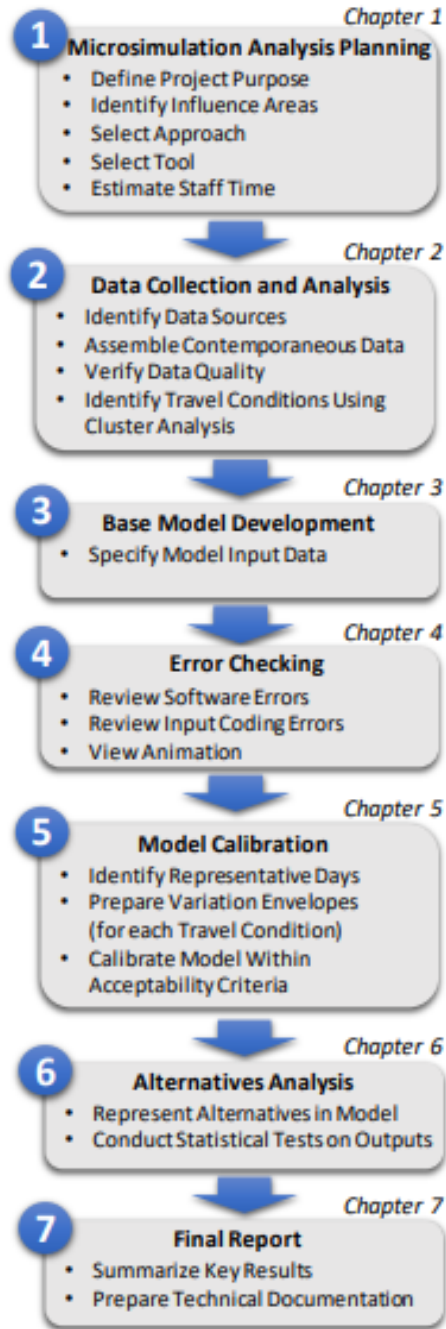 Chapter 1
1
Microsimulation Analysis Planning
• Define Project Purpose
• Identify Influence Areas
• Select Approach
• Select Tool
• Estimate Staff Time
Chapter 2
2
Data Collection and Analysis
• Identify Data Sources
• Assemble Contemporaneous Data
• Verify Data Quality
• Identify Travel Conditions Using
Cluster Analysis
Chapter 3
3
Base Model Development
• Specify Model Input Data
Chapter 4
4
Error Checking
• Review Software Errors
• Review Input Coding Errors
• View Animation
Chapter 5
5
Model Calibration
• Identify Representative Days
• Prepare Variation Envelopes
(for each Travel Condition)
• Calibrate Model Within
Acceptability Criteria
Chapter 6
6
Alternatives Analysis
• Represent Alternatives in Model
• Conduct Statistical Tests on Outputs
Chapter 7
7
Final Report
• Summarize Key Results
• Prepare Technical Documentation